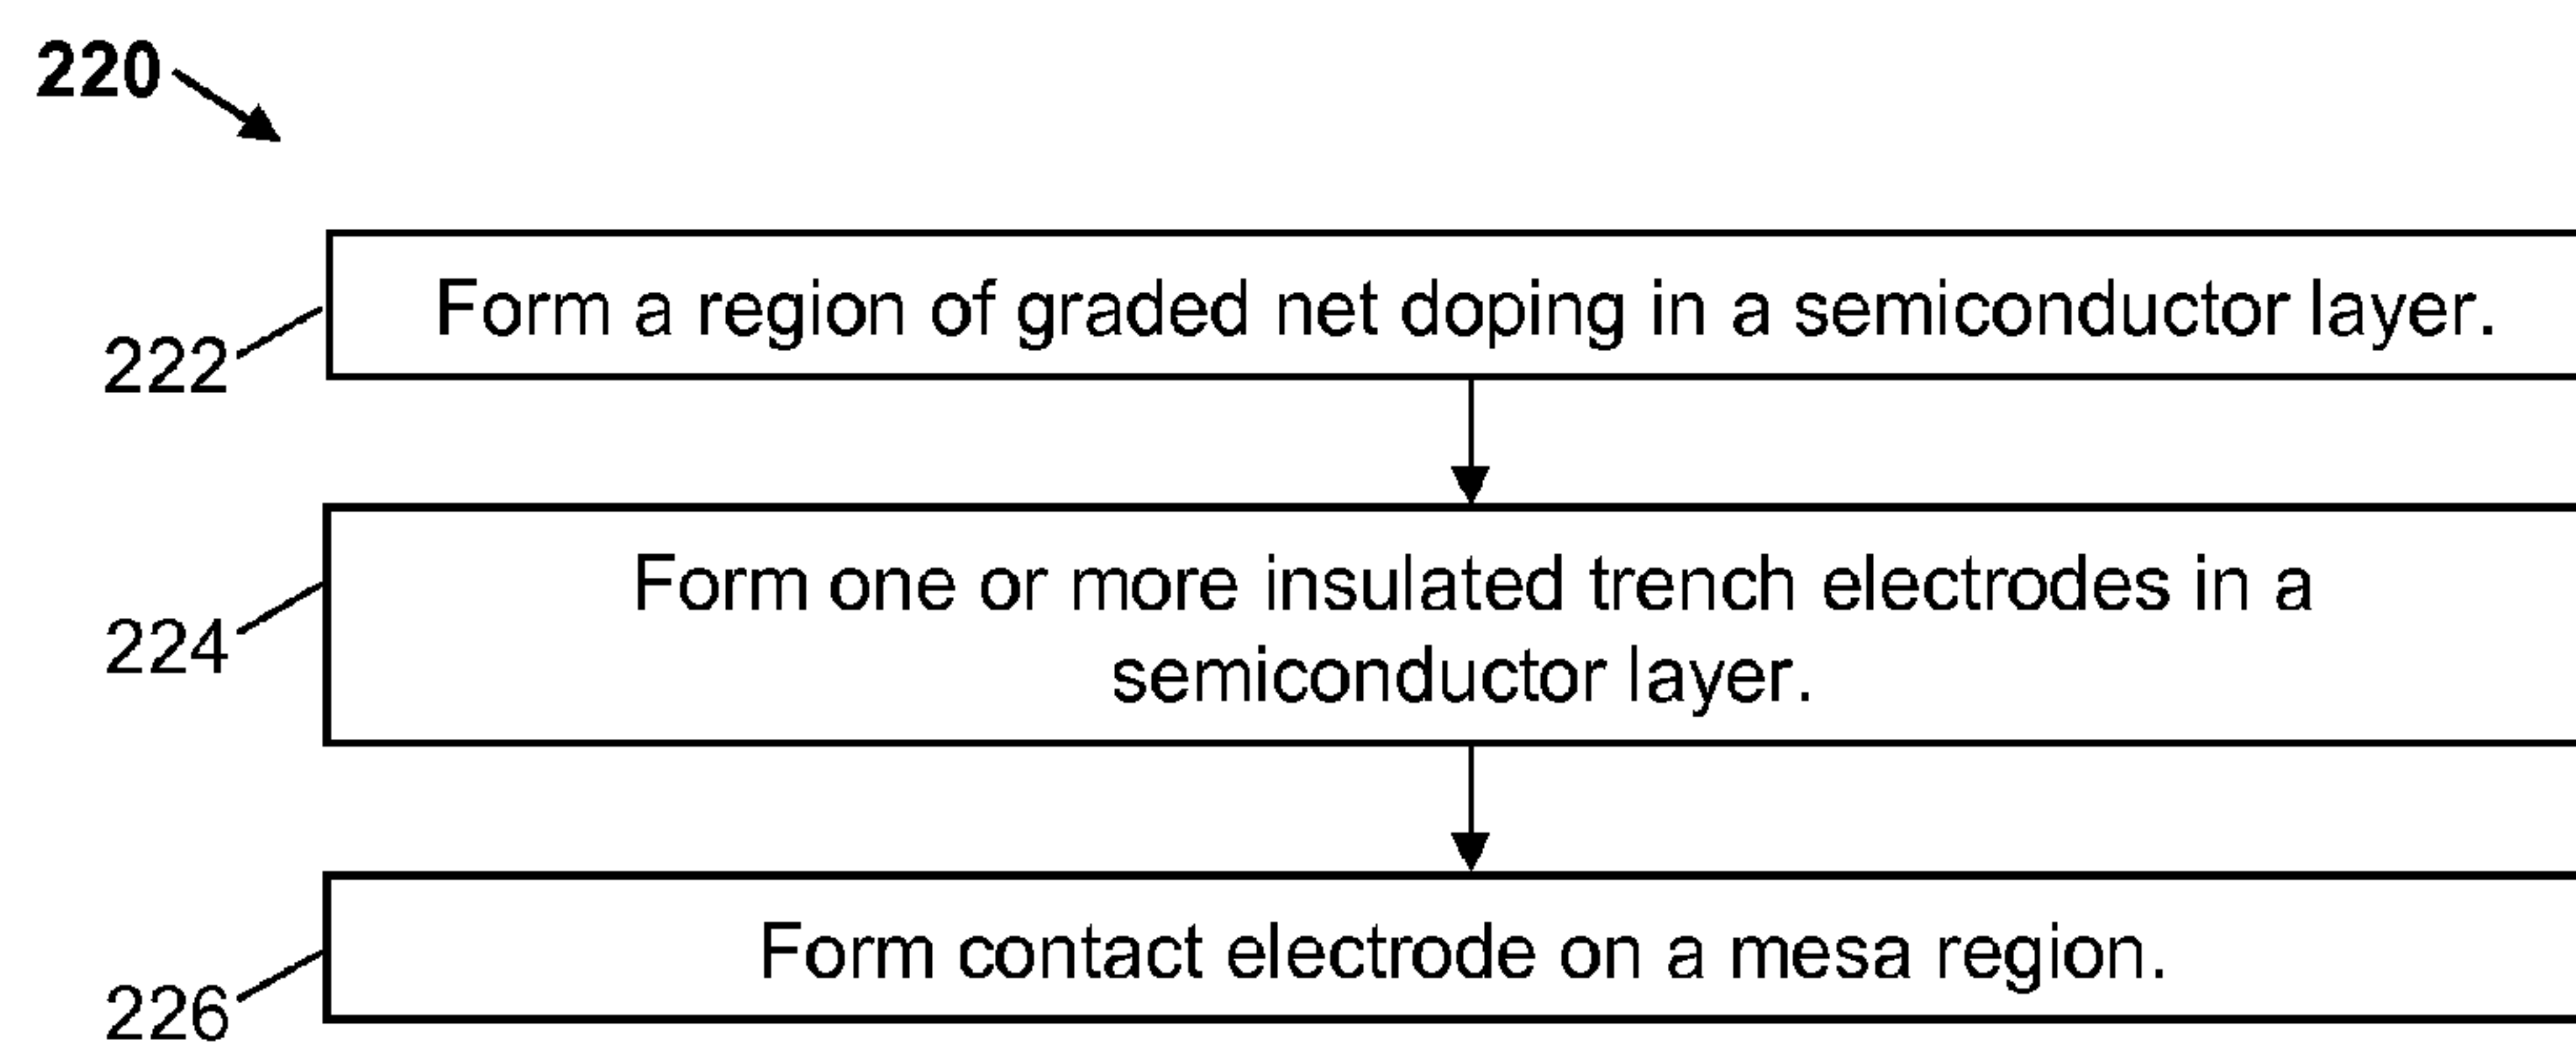 220
Form a region of graded net doping in a semiconductor layer.
222
Form one or more insulated trench electrodes in a
semiconductor layer.
224
Form contact electrode on a mesa region.
226